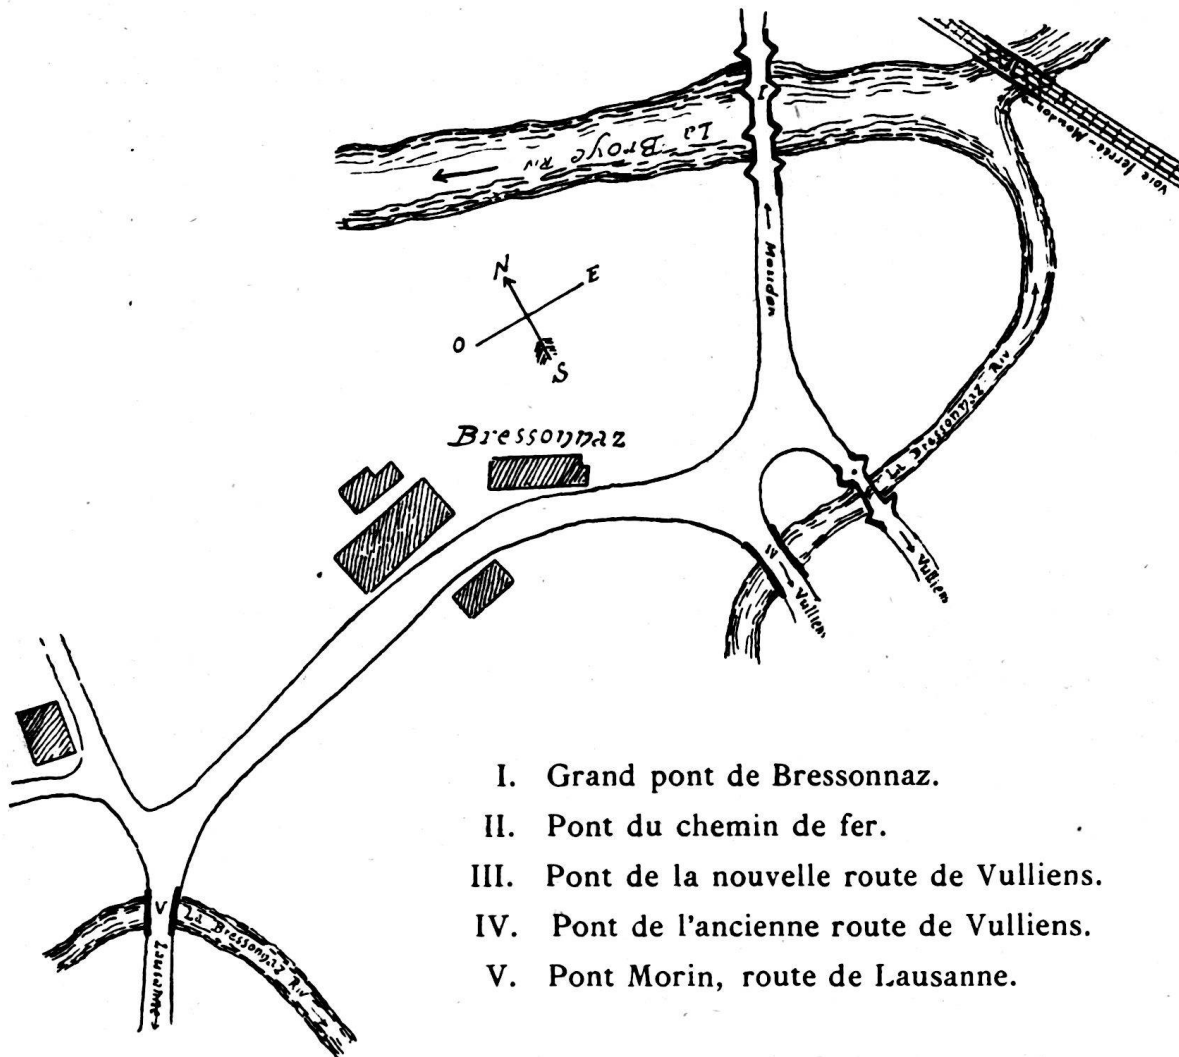 I
La Broye Riv
voie ferrée - Moudon
Moudon
N
E
O
S
Bressonnaz
La Bressonnaz Riv
IV
Vulliens
Vulliem
V
La Bressonnaz Riv
Lausanne
I. Grand pont de Bressonnaz.
II. Pont du chemin de fer.
III. Pont de la nouvelle route de Vulliens.
IV. Pont de l'ancienne route de Vulliens.
V. Pont Morin, route de Lausanne.